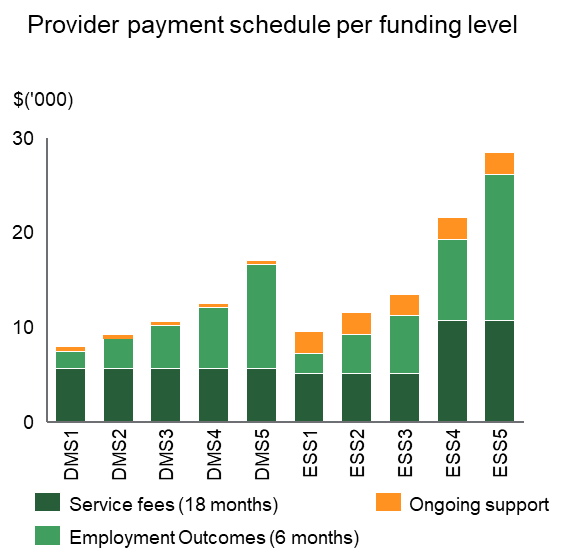 Provider payment schedule per funding level
$('000)
30
20
10
0
DMS1
DMS2
DMS3
DMS4
DMS5
ESS1
ESS2
ESS3
ESS4
ESS5
Service fees (18 months)
Ongoing support
Employment Outcomes (6 months)